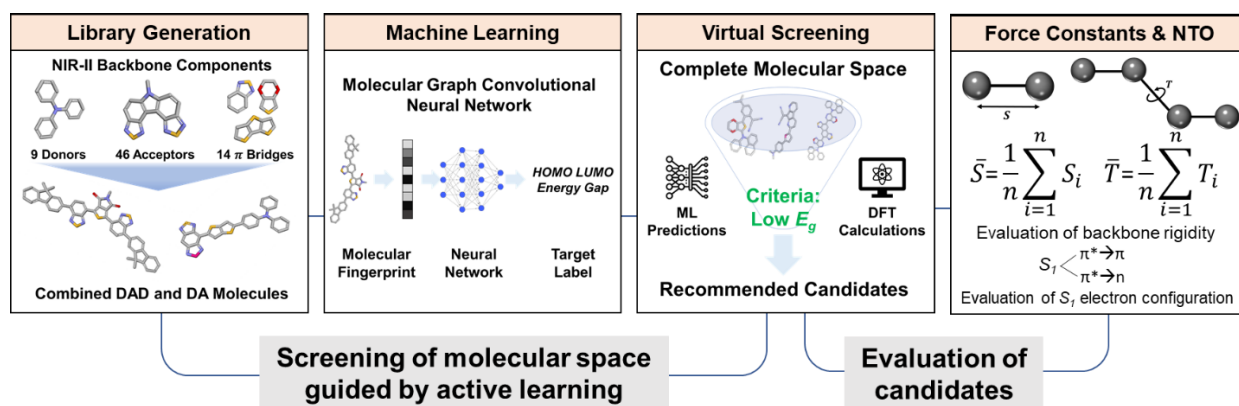 Library Generation
NIR-II Backbone Components
9 Donors
46 Acceptors
14 π Bridges
Combined DAD and DA Molecules
Machine Learning
Molecular Graph Convolutional
Neural Network
HOMO LUMO
Energy Gap
Molecular
Fingerprint
Neural
Network
Target
Label
Virtual Screening
Complete Molecular Space
ML
Predictions
Criteria:
Low E_g
DFT
Calculations
Recommended Candidates
Force Constants & NTO
S
T
S̄ = 1/n ∑_{i=1}^{n} S_i
T̄ = 1/n ∑_{i=1}^{n} T_i
Evaluation of backbone rigidity
S₁ < π*→π
π*→n
Evaluation of S₁ electron configuration
Screening of molecular space
guided by active learning
Evaluation of
candidates